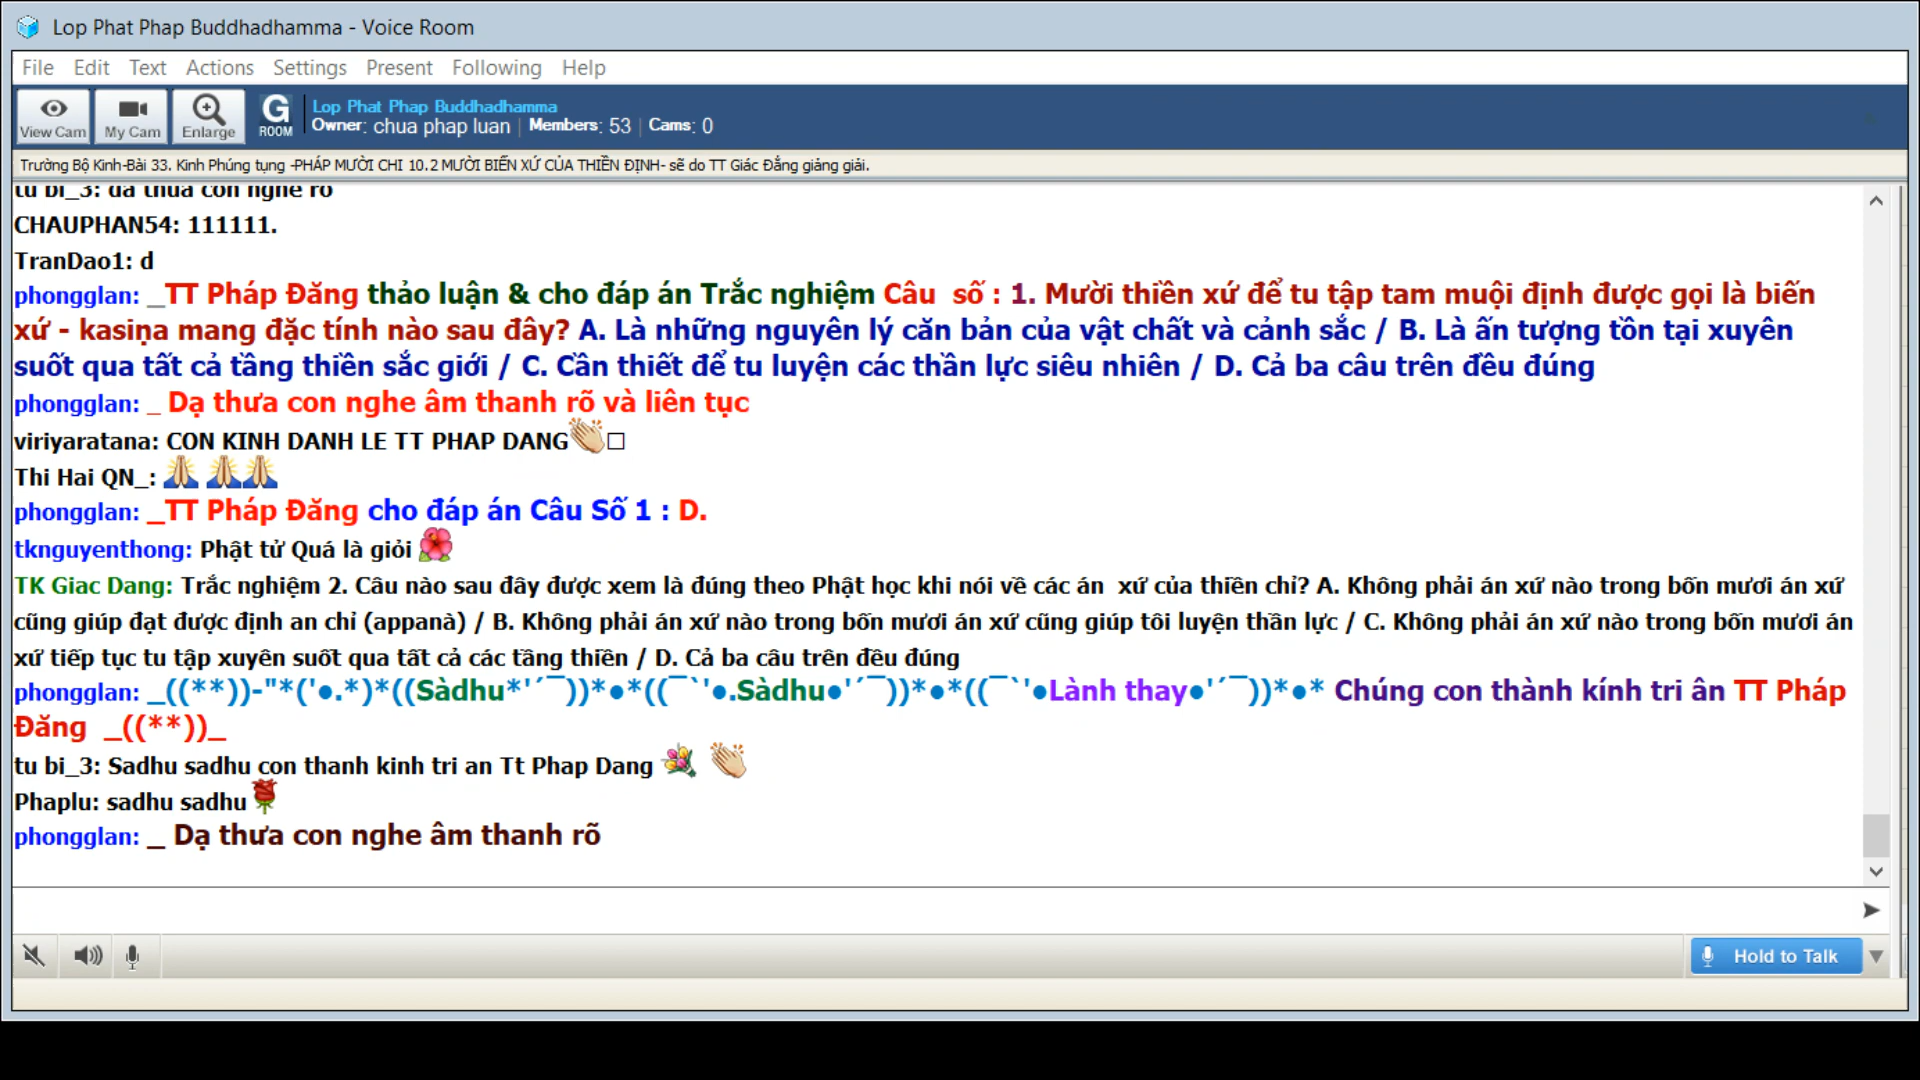 Lop Phat Phap Buddhadhamma - Voice Room
File Edit Text Actions Settings Present Following Help
View Cam My Cam Enlarge G ROOM Lop Phat Phap Buddhadhamma
Owner: chua phap luan | Members: 53 | Cams: 0
Trường Bộ Kinh-Bài 33. Kinh Phúng tụng -PHÁP MƯỜI CHI 10.2 MƯỜI BIẾN XỨ CỦA THIỀN ĐỊNH- sẽ do TT Giác Đẳng giảng giải.
tu bi_3: da thua con nghe ro
CHAUPHAN54: 111111.
TranDao1: d
phongglan: _TT Pháp Đăng thảo luận & cho đáp án Trắc nghiệm Câu số : 1. Mười thiền xứ để tu tập tam muội định được gọi là biến
xứ - kasiṇa mang đặc tính nào sau đây? A. Là những nguyên lý căn bản của vật chất và cảnh sắc / B. Là ấn tượng tồn tại xuyên
suốt qua tất cả tầng thiền sắc giới / C. Cần thiết để tu luyện các thần lực siêu nhiên / D. Cả ba câu trên đều đúng
phongglan: _ Dạ thưa con nghe âm thanh rõ và liên tục
viriyaratana: CON KINH DANH LE TT PHAP DANG👏□
Thi Hai QN_: 🙏 🙏🙏
phongglan: _TT Pháp Đăng cho đáp án Câu Số 1 : D.
tknguyenthong: Phật tử Quá là giỏi 🌺
TK Giac Dang: Trắc nghiệm 2. Câu nào sau đây được xem là đúng theo Phật học khi nói về các án xứ của thiền chỉ? A. Không phải án xứ nào trong bốn mươi án xứ
cũng giúp đạt được định an chỉ (appanà) / B. Không phải án xứ nào trong bốn mươi án xứ cũng giúp tôi luyện thần lực / C. Không phải án xứ nào trong bốn mươi án
xứ tiếp tục tu tập xuyên suốt qua tất cả các tầng thiền / D. Cả ba câu trên đều đúng
phongglan: _((**))-"*('●.*)*((Sàdhu*'´¯))*●*((¯`'●.Sàdhu●'´¯))*●*((¯`'●Lành thay●'´¯))*●* Chúng con thành kính tri ân TT Pháp
Đăng _((**))_
tu bi_3: Sadhu sadhu con thanh kinh tri an Tt Phap Dang 💐 👏
Phaplu: sadhu sadhu🌹
phongglan: _ Dạ thưa con nghe âm thanh rõ
Hold to Talk